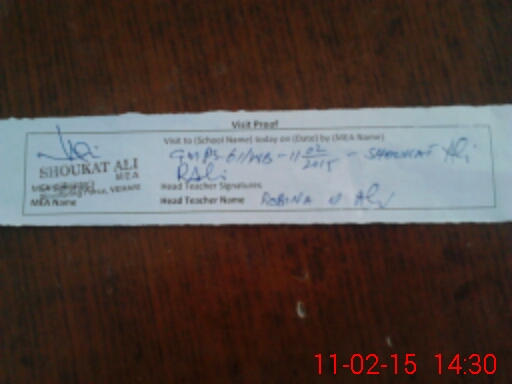 Visit Proof
Visit to (School Name) today on (Date) by (MEA Name)
GMPS 61/WB - 11 02/2015 - SHOUKAT Ali
SHOUKAT ALI
MEA
RAli
Head Teacher Signatures
MEA Name
Head Teacher Name ROBINA
11-02-15 14:30